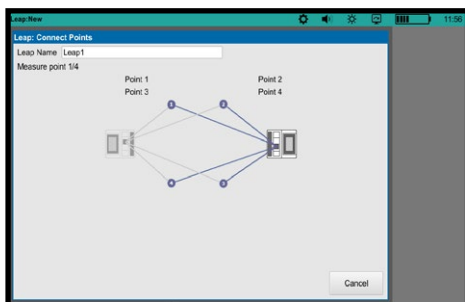 Leap:New
11:56
Leap: Connect Points
Leap Name Leap1
Measure point 1/4
Point 1 Point 2
Point 3 Point 4
1 2
4 3
Cancel